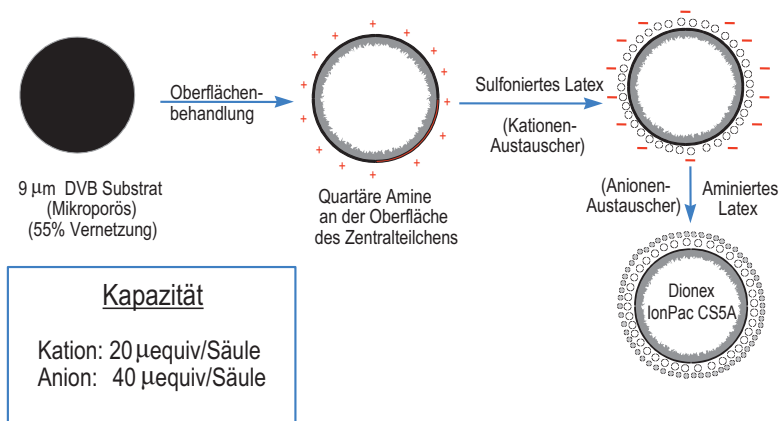 Oberflächen-
behandlung
Sulfoniertes Latex
(Kationen-
Austauscher)
9 µm DVB Substrat
(Mikroporös)
(55% Vernetzung)
Quartäre Amine
an der Oberfläche
des Zentralteilchens
(Anionen-
Austauscher)
Aminiertes
Latex
Dionex
IonPac CS5A
Kapazität
Kation: 20 µequiv/Säule
Anion: 40 µequiv/Säule